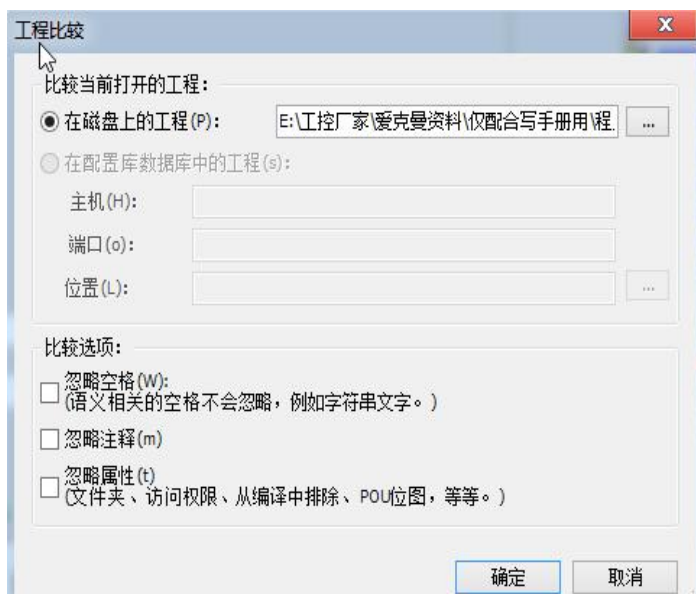 工程比较
比较当前打开的工程:
在磁盘上的工程(P): E:\工控厂家\爱克曼资料\仅配合写手册用\程. ...
在配置库数据库中的工程(s):
主机(H):
端口(o):
位置(L): ...
比较选项:
忽略空格(W):
(语义相关的空格不会忽略,例如字符串文字。)
忽略注释(m)
忽略属性(t)
(文件夹、访问权限、从编译中排除、POU位图,等等。)
确定 取消